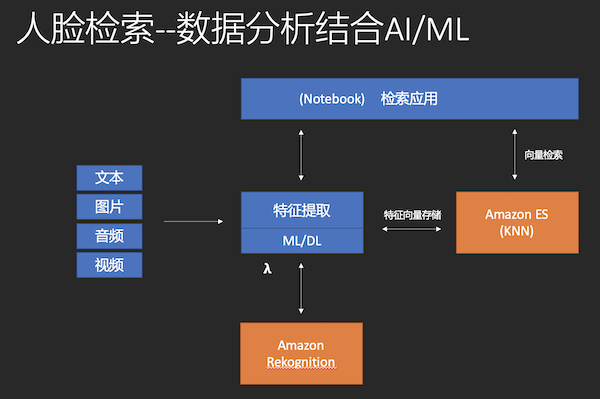 人脸检索--数据分析结合AI/ML
(Notebook) 检索应用
向量检索
文本
图片
音频
视频
特征提取
ML/DL
特征向量存储
Amazon ES
(KNN)
λ
Amazon
Rekognition